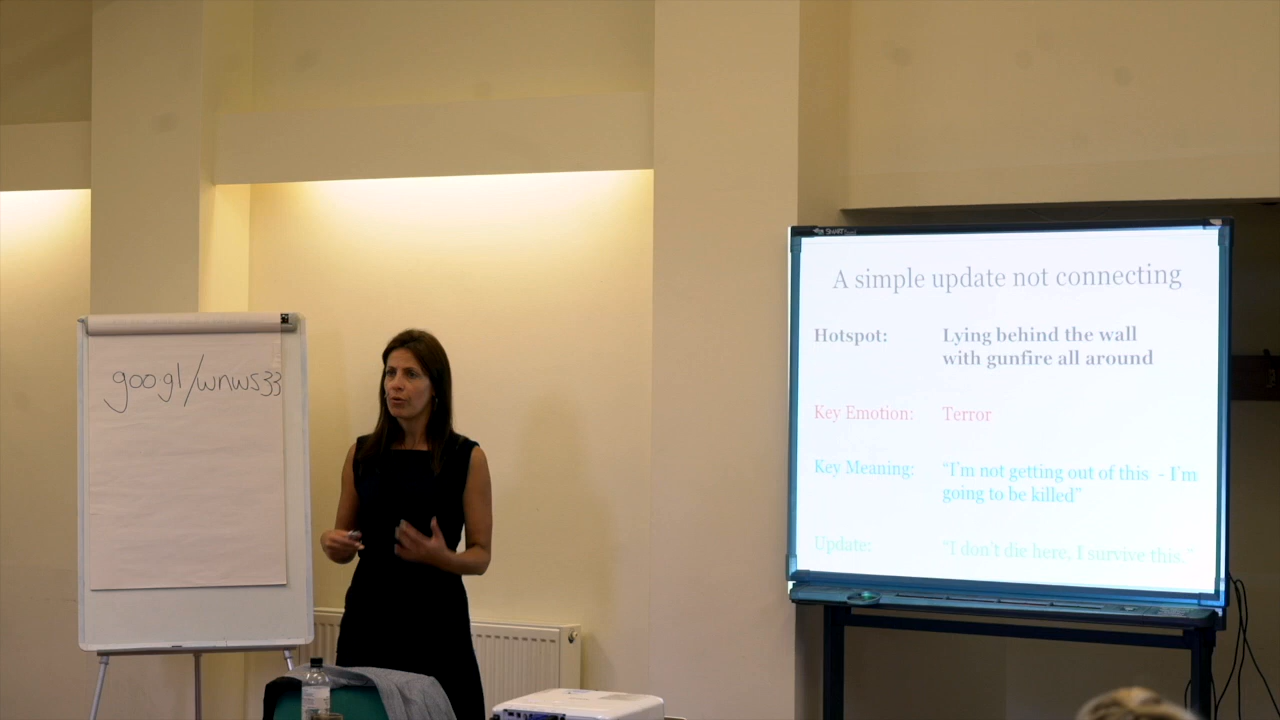 goo gl/wnws33
SMART
A simple update not connecting
Hotspot: Lying behind the wall
with gunfire all around
Key Emotion: Terror
Key Meaning: “I’m not getting out of this - I’m
going to be killed”
Update: “I don’t die here, I survive this.”